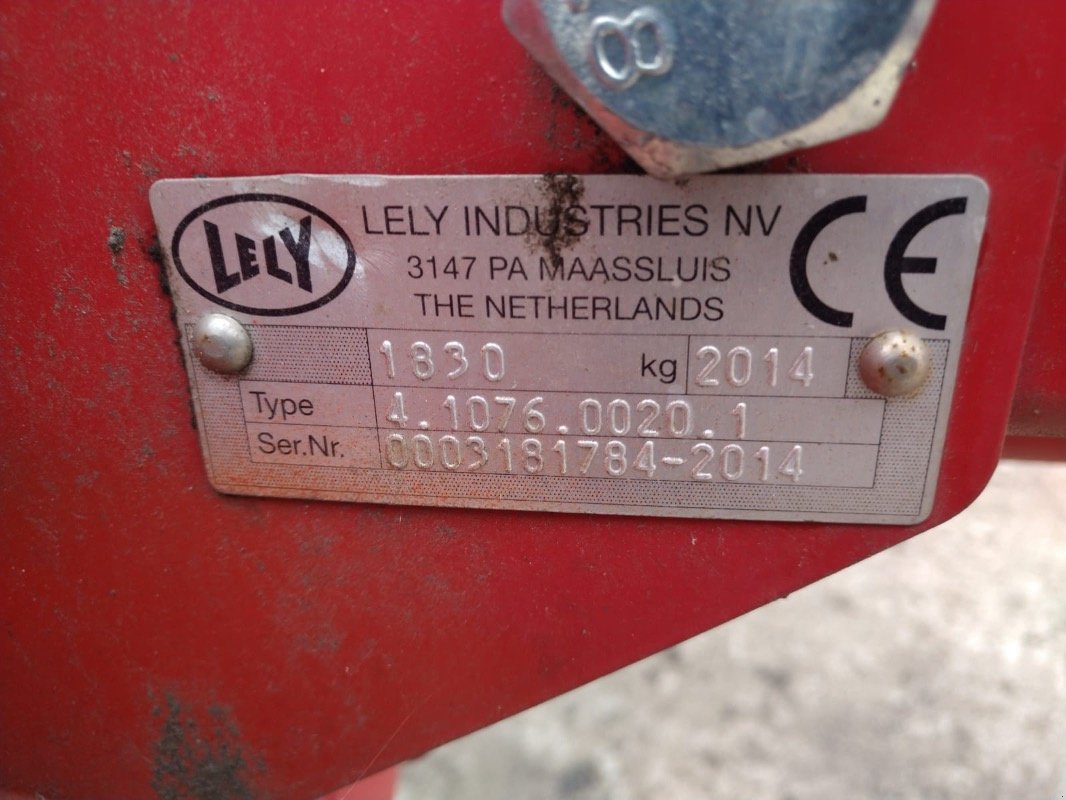 8
LELY
LELY INDUSTRIES NV
3147 PA MAASSLUIS
THE NETHERLANDS
CE
1830 kg 2014
Type 4.1076.0020.1
Ser.Nr. 0003181784-2014